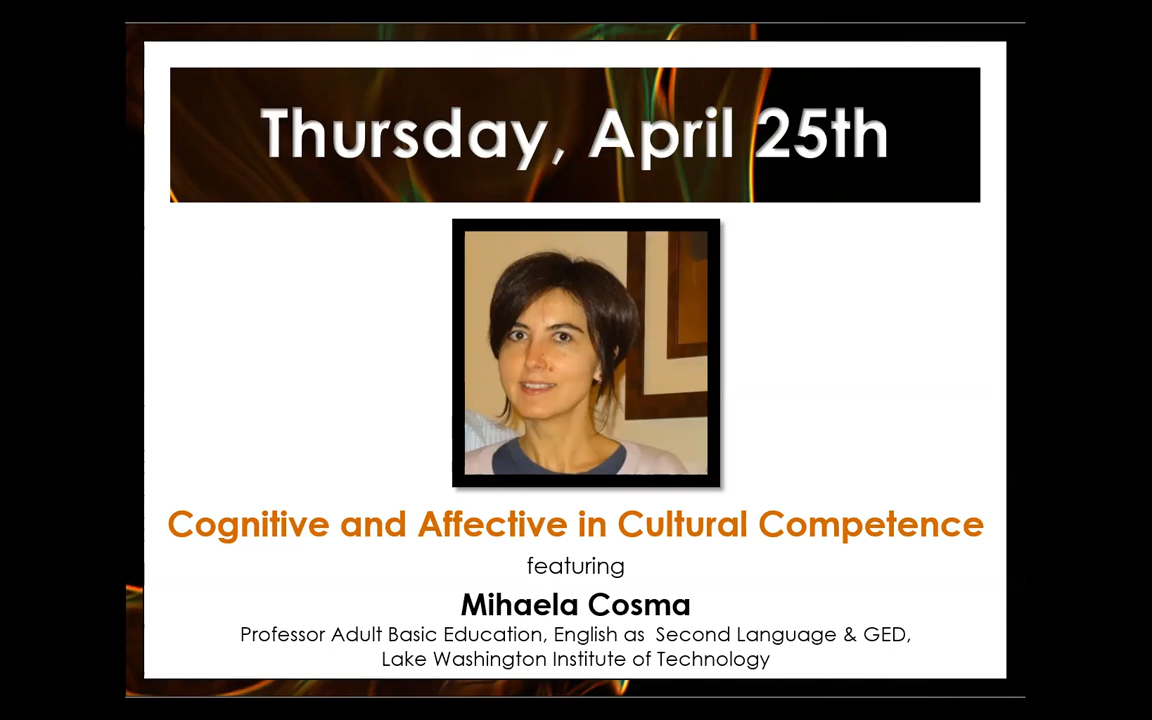 Thursday, April 25th
Cognitive and Affective in Cultural Competence
featuring
Mihaela Cosma
Professor Adult Basic Education, English as  Second Language & GED,
Lake Washington Institute of Technology